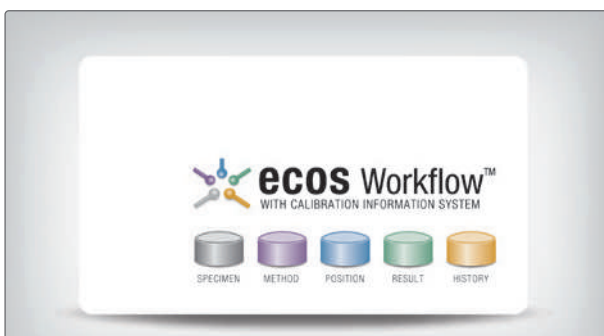 ecos Workflow™
WITH CALIBRATION INFORMATION SYSTEM
SPECIMEN METHOD POSITION RESULT HISTORY